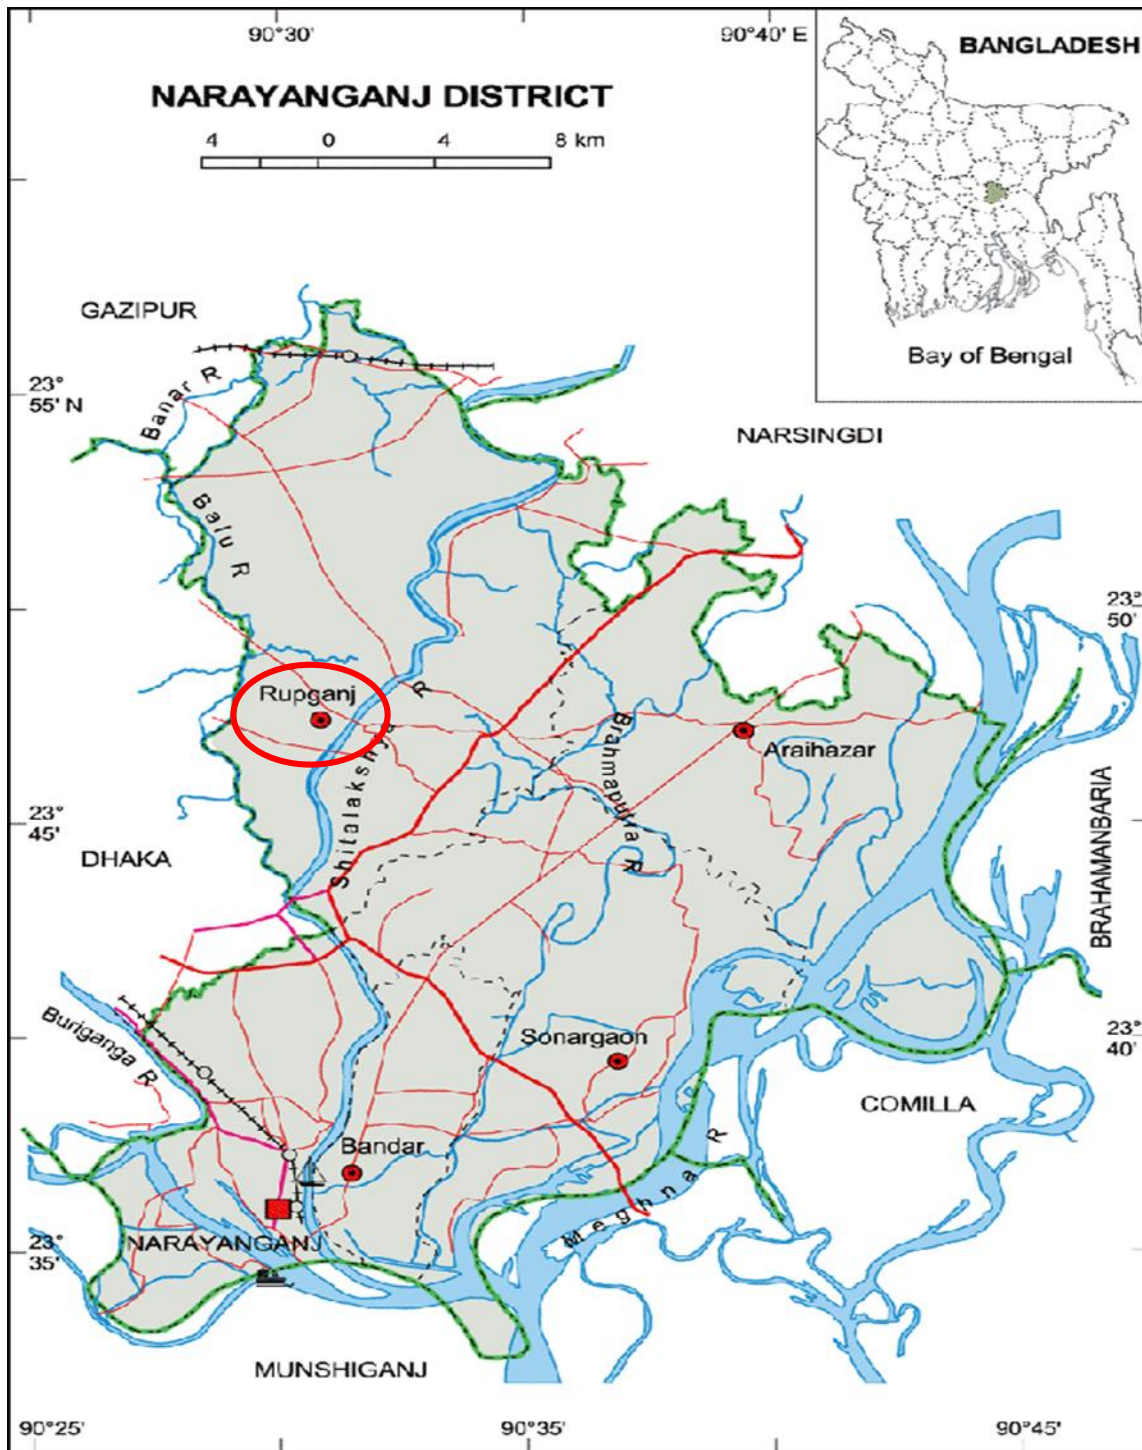 90°30'
90°40' E
BANGLADESH
NARAYANGANJ DISTRICT
4 0 4 8 km
Bay of Bengal
GAZIPUR
23°
55' N
Banar R
NARSINGDI
Balu R
23°
50'
Rupganj
Shitalakshya R
Brahmaputra R
Araihazar
23°
45'
DHAKA
BRAHAMANBARIA
Buriganga R
Sonargaon
23°
40'
COMILLA
Bandar
Meghna R
NARAYANGANJ
23°
35'
MUNSHIGANJ
90°25'
90°35'
90°45'